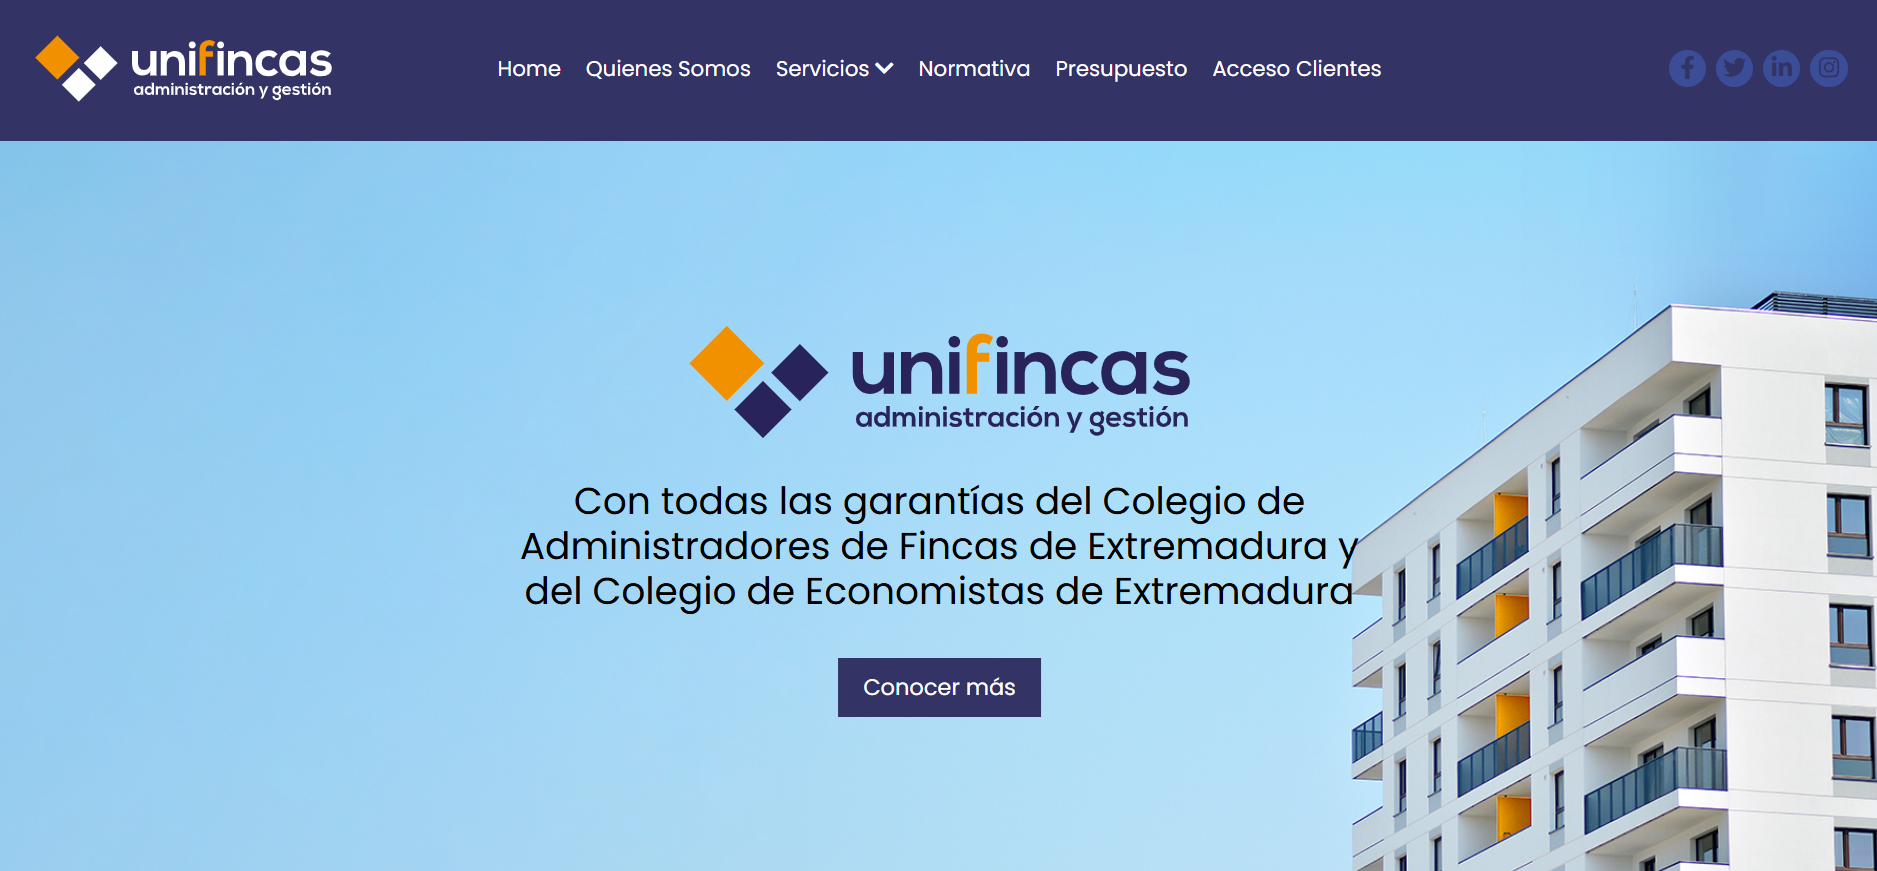 unifincas
administración y gestión
Home Quienes Somos Servicios Normativa Presupuesto Acceso Clientes
unifincas
administración y gestión
Con todas las garantías del Colegio de
Administradores de Fincas de Extremadura y
del Colegio de Economistas de Extremadura
Conocer más